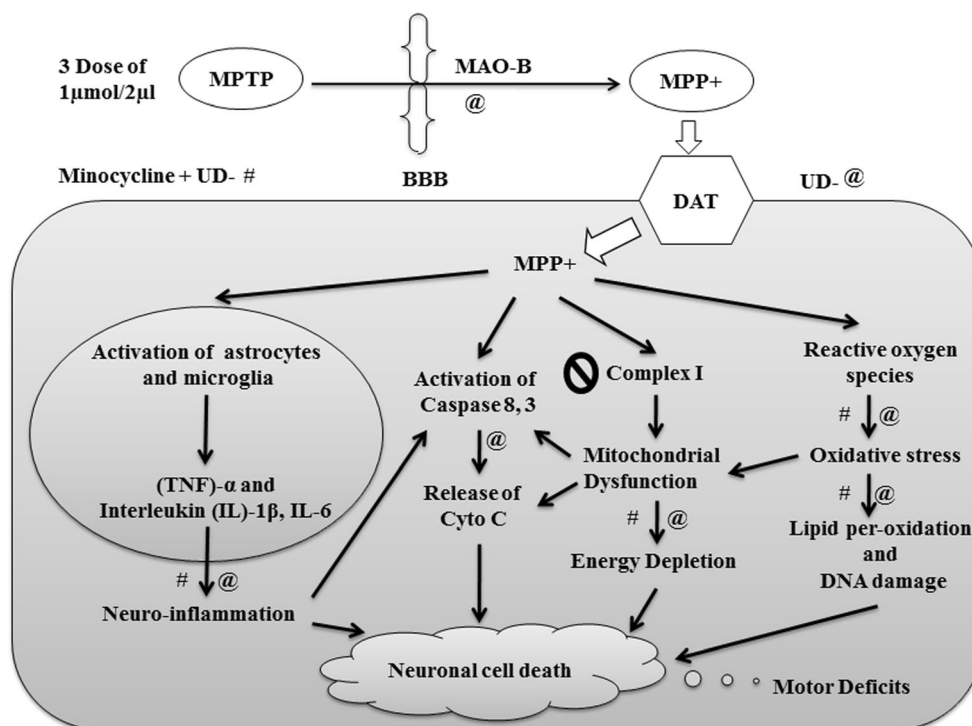 3 Dose of
1µmol/2µl
MPTP
MAO-B
@
MPP+
Minocycline + UD- #
BBB
DAT
UD- @
MPP+
Activation of astrocytes
and microglia
(TNF)-α and
Interleukin (IL)-1β, IL-6
# @
Neuro-inflammation
Activation of
Caspase 8, 3
@
Release of
Cyto C
Complex I
Mitochondrial
Dysfunction
# @
Energy Depletion
Reactive oxygen
species
# @
Oxidative stress
# @
Lipid per-oxidation
and
DNA damage
Neuronal cell death
Motor Deficits